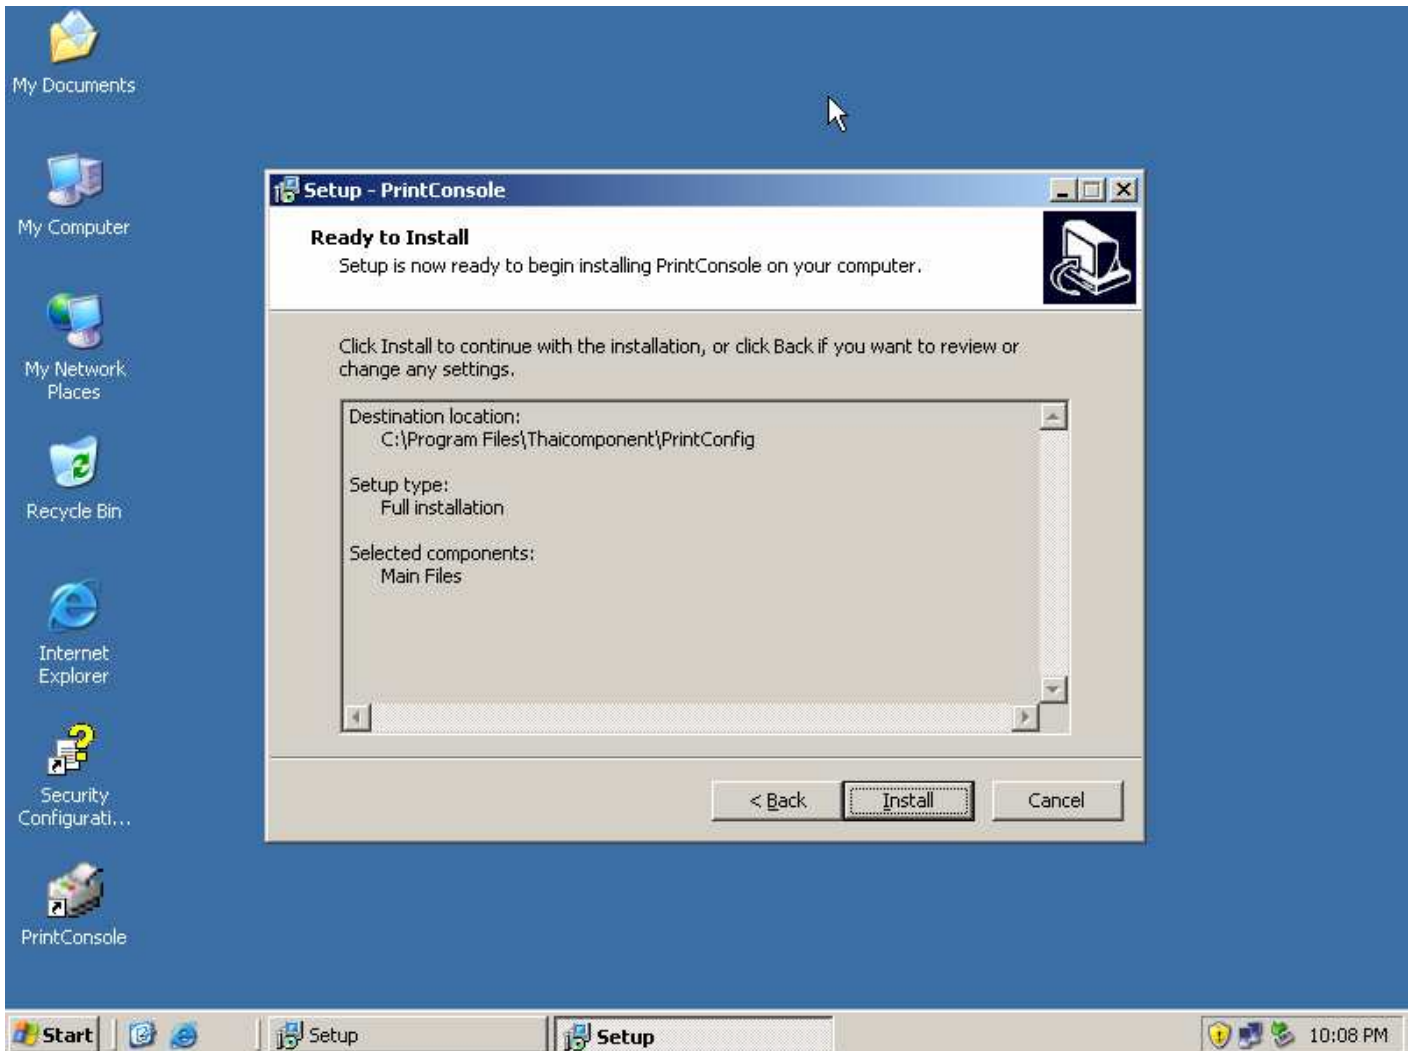 My Documents
My Computer
My Network
Places
Recycle Bin
Internet
Explorer
Security
Configurati...
PrintConsole
Setup - PrintConsole
Ready to Install
Setup is now ready to begin installing PrintConsole on your computer.
Click Install to continue with the installation, or click Back if you want to review or
change any settings.
Destination location:
C:\Program Files\Thaicomponent\PrintConfig
Setup type:
Full installation
Selected components:
Main Files
< Back
Install
Cancel
Start
Setup
Setup
10:08 PM